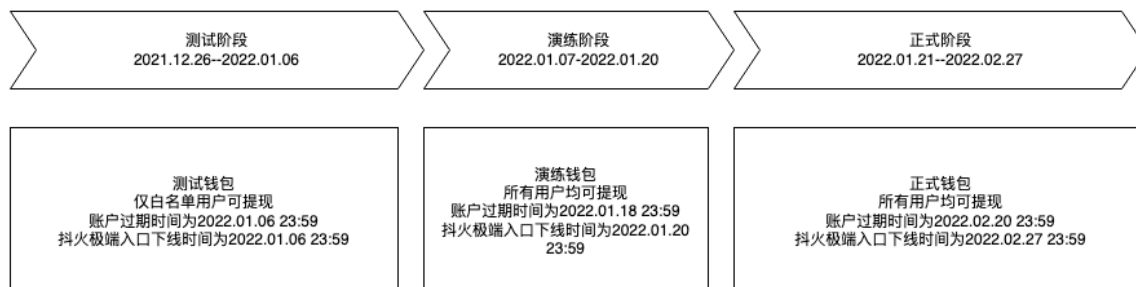 测试阶段
2021.12.26--2022.01.06
演练阶段
2022.01.07-2022.01.20
正式阶段
2022.01.21--2022.02.27
测试钱包
仅白名单用户可提现
账户过期时间为2022.01.06 23:59
抖火极端入口下线时间为2022.01.06 23:59
演练钱包
所有用户均可提现
账户过期时间为2022.01.18 23:59
抖火极端入口下线时间为2022.01.20
23:59
正式钱包
所有用户均可提现
账户过期时间为2022.02.20 23:59
抖火极端入口下线时间为2022.02.27 23:59